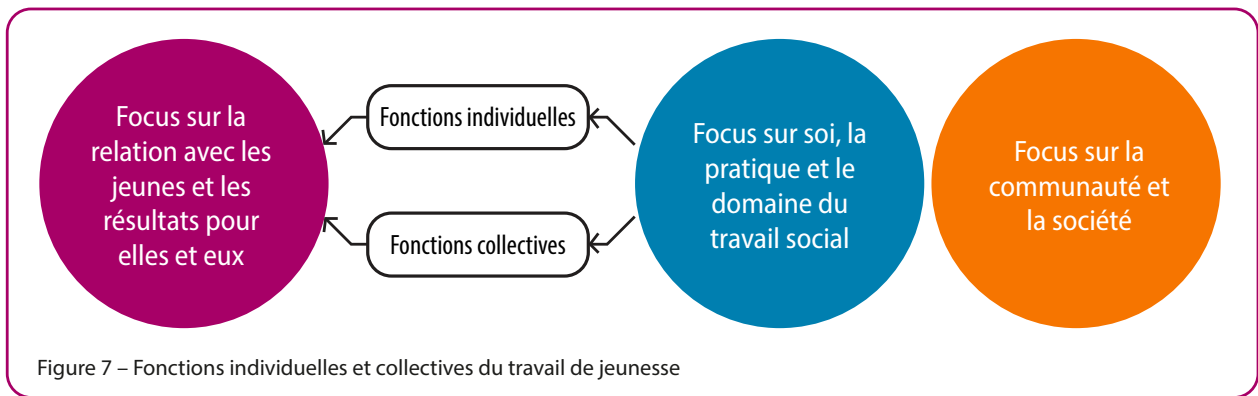 Focus sur la
relation avec les
jeunes et les
résultats pour
elles et eux
Fonctions individuelles
Fonctions collectives
Focus sur soi, la
pratique et le
domaine du
travail social
Focus sur la
communauté et
la société
Figure 7 – Fonctions individuelles et collectives du travail de jeunesse